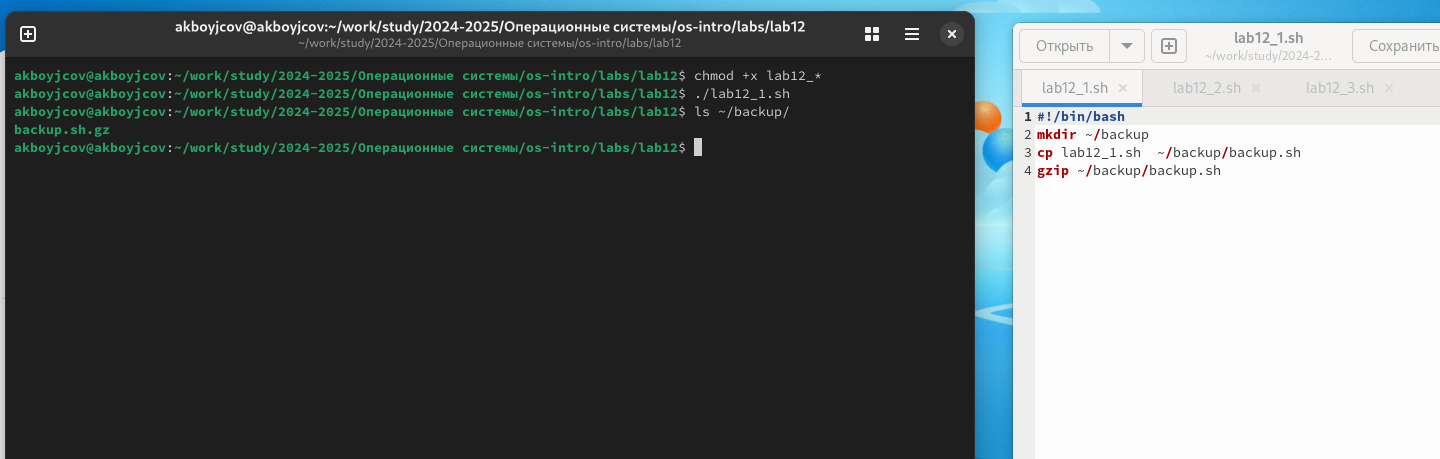 akboyjcov@akboyjcov:~/work/study/2024-2025/Операционные системы/os-intro/labs/lab12
~/work/study/2024-2025/Операционные системы/os-intro/labs/lab12
akboyjcov@akboyjcov:~/work/study/2024-2025/Операционные системы/os-intro/labs/lab12$ chmod +x lab12_*
akboyjcov@akboyjcov:~/work/study/2024-2025/Операционные системы/os-intro/labs/lab12$ ./lab12_1.sh
akboyjcov@akboyjcov:~/work/study/2024-2025/Операционные системы/os-intro/labs/lab12$ ls ~/backup/
backup.sh.gz
akboyjcov@akboyjcov:~/work/study/2024-2025/Операционные системы/os-intro/labs/lab12$
Открыть
lab12_1.sh
~/work/study/2024-2...
Сохранить
lab12_1.sh
lab12_2.sh
lab12_3.sh
1 #!/bin/bash
2 mkdir ~/backup
3 cp lab12_1.sh  ~/backup/backup.sh
4 gzip ~/backup/backup.sh